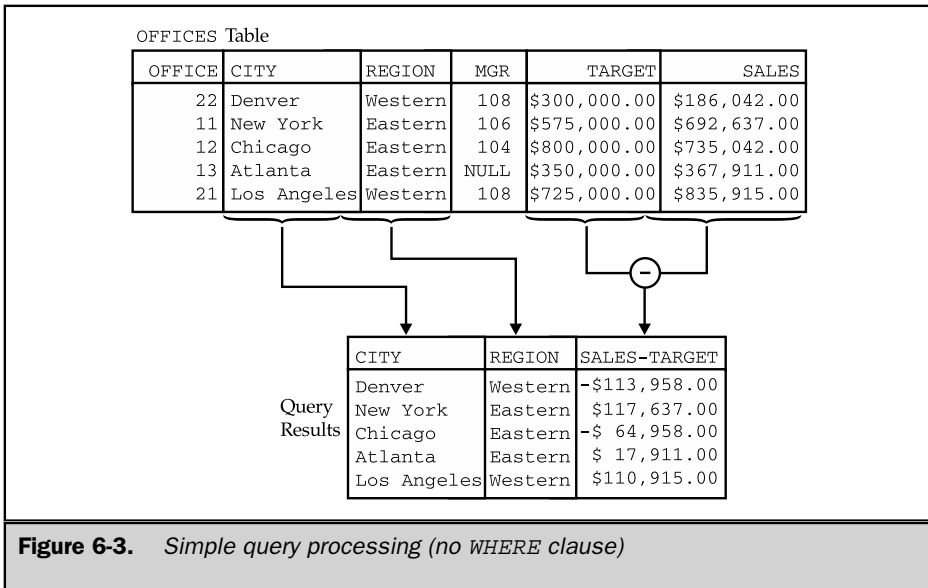 OFFICES Table
OFFICE CITY REGION MGR TARGET SALES
22 Denver Western 108 $300,000.00 $186,042.00
11 New York Eastern 106 $575,000.00 $692,637.00
12 Chicago Eastern 104 $800,000.00 $735,042.00
13 Atlanta Eastern NULL $350,000.00 $367,911.00
21 Los Angeles Western 108 $725,000.00 $835,915.00
-
CITY REGION SALES-TARGET
Denver Western -$113,958.00
Query New York Eastern $117,637.00
Results Chicago Eastern -$ 64,958.00
Atlanta Eastern $ 17,911.00
Los Angeles Western $110,915.00
Figure 6-3. Simple query processing (no WHERE clause)